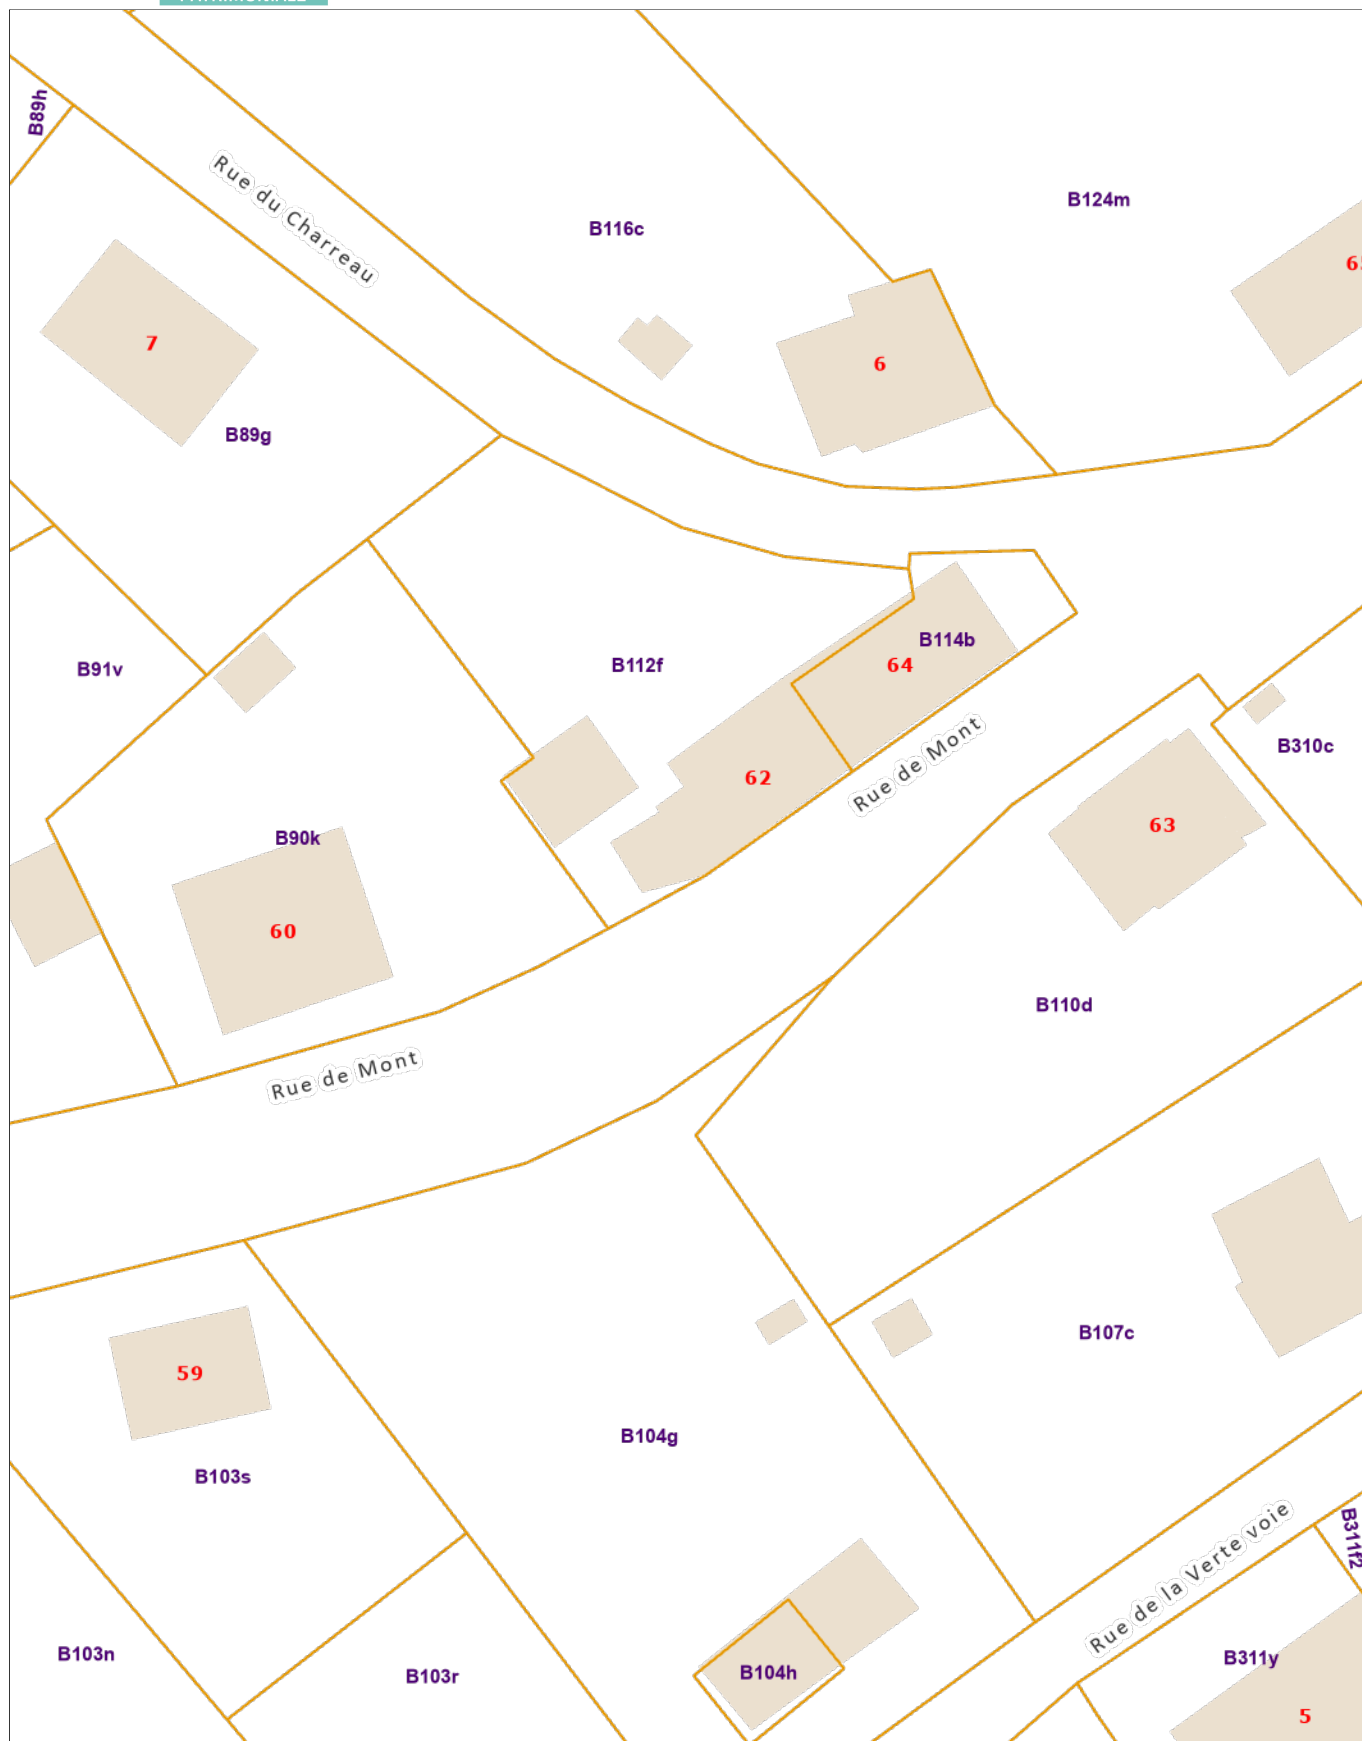 B89h
Rue du Charreau
B116c
B124m
7
6
B89g
B91v
B112f
B114b
64
62
Rue de Mont
B310c
63
B90k
60
B110d
Rue de Mont
B107c
59
B104g
B103s
Rue de la Verte voie
B311f2
B103n
B103r
B104h
B311y
5